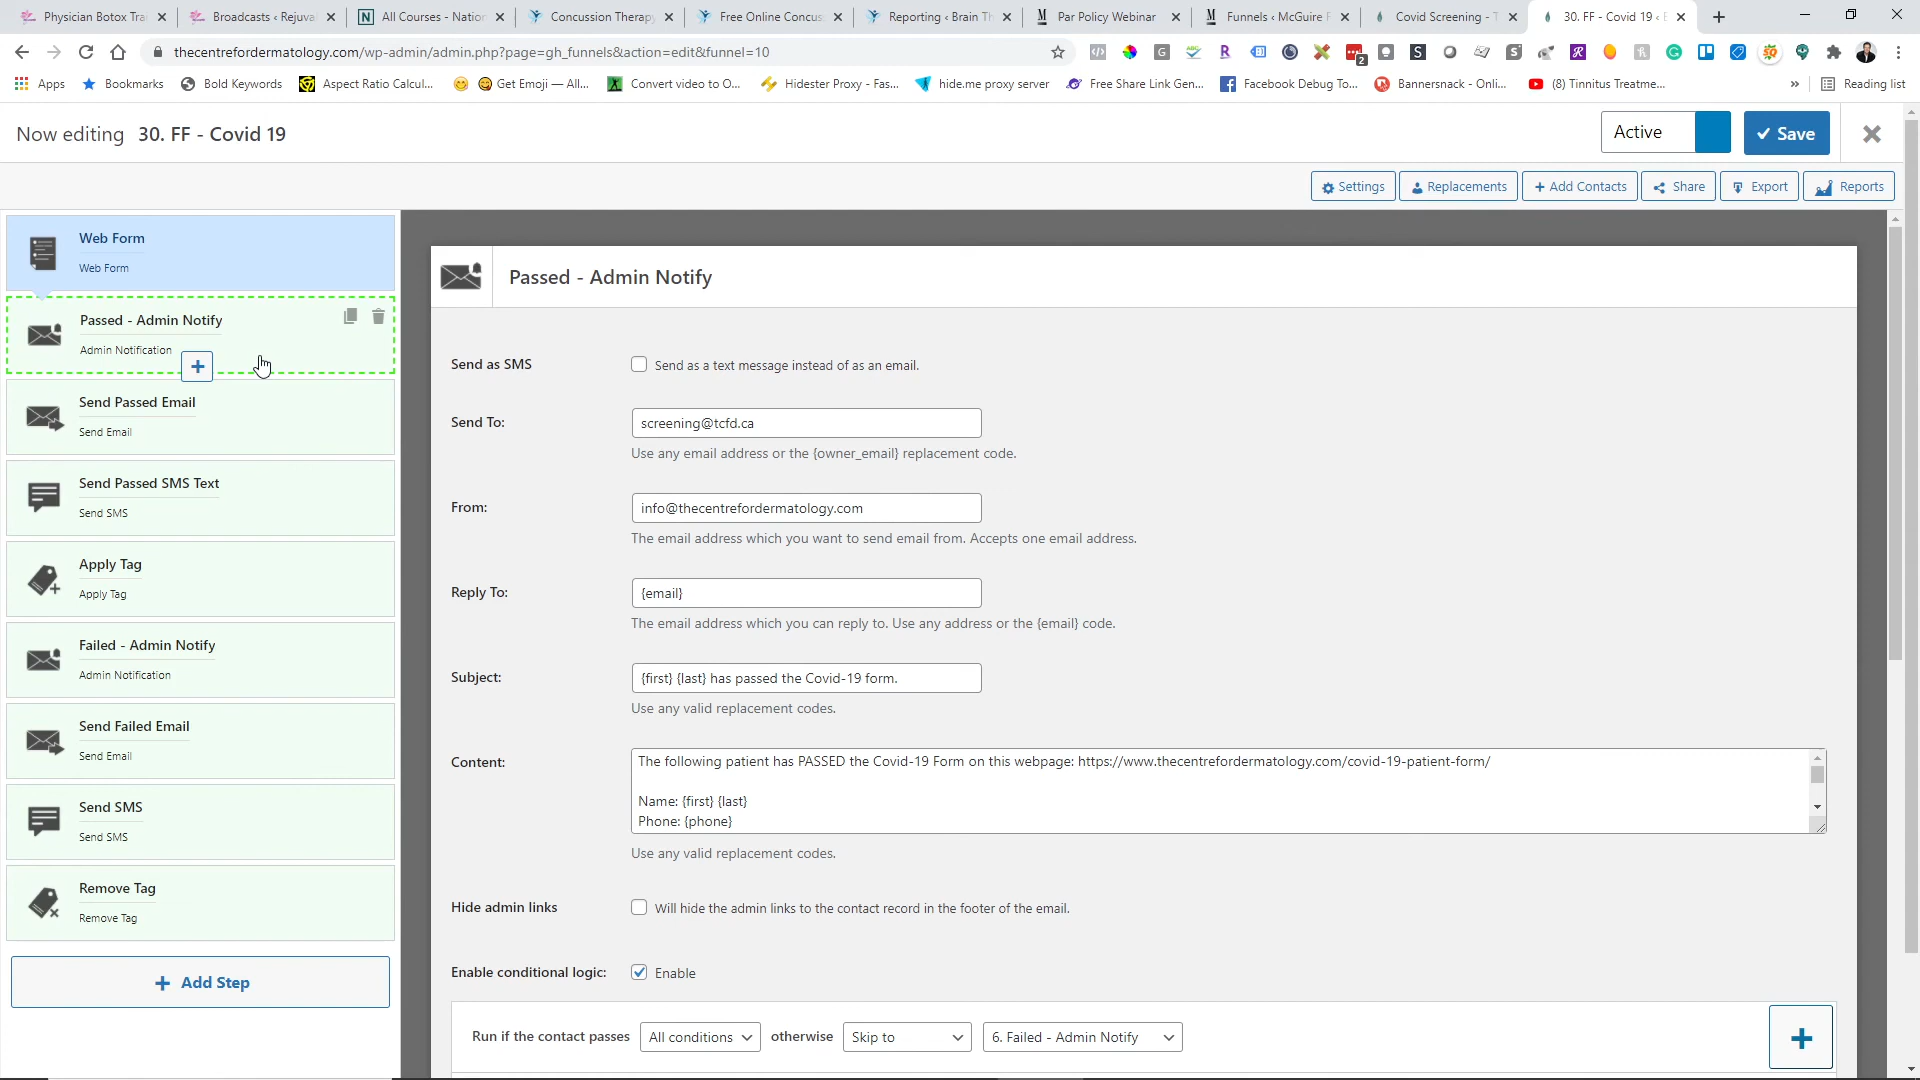 Physician Botox Trai
Broadcasts ‹ Rejuva
All Courses - Nation
Concussion Therapy
Free Online Concus
Reporting ‹ Brain Th
Par Policy Webinar
Funnels ‹ McGuire F
Covid Screening - T
30. FF - Covid 19 ‹ E
thecentrefordermatology.com/wp-admin/admin.php?page=gh_funnels&action=edit&funnel=10
Apps
Bookmarks
Bold Keywords
Aspect Ratio Calcul...
Get Emoji — All...
Convert video to O...
Hidester Proxy - Fas...
hide.me proxy server
Free Share Link Gen...
Facebook Debug To...
Bannersnack - Onli...
(8) Tinnitus Treatme...
»
Reading list
Now editing 30. FF - Covid 19
Active
Save
Settings
Replacements
Add Contacts
Share
Export
Reports
Web Form
Web Form
Passed - Admin Notify
Admin Notification
Send Passed Email
Send Email
Send Passed SMS Text
Send SMS
Apply Tag
Apply Tag
Failed - Admin Notify
Admin Notification
Send Failed Email
Send Email
Send SMS
Send SMS
Remove Tag
Remove Tag
+ Add Step
Passed - Admin Notify
Send as SMS
Send as a text message instead of as an email.
Send To:
screening@tcfd.ca
Use any email address or the {owner_email} replacement code.
From:
info@thecentrefordermatology.com
The email address which you want to send email from. Accepts one email address.
Reply To:
{email}
The email address which you can reply to. Use any address or the {email} code.
Subject:
{first} {last} has passed the Covid-19 form.
Use any valid replacement codes.
Content:
The following patient has PASSED the Covid-19 Form on this webpage: https://www.thecentrefordermatology.com/covid-19-patient-form/
Name: {first} {last}
Phone: {phone}
Use any valid replacement codes.
Hide admin links
Will hide the admin links to the contact record in the footer of the email.
Enable conditional logic:
Enable
Run if the contact passes All conditions otherwise Skip to 6. Failed - Admin Notify